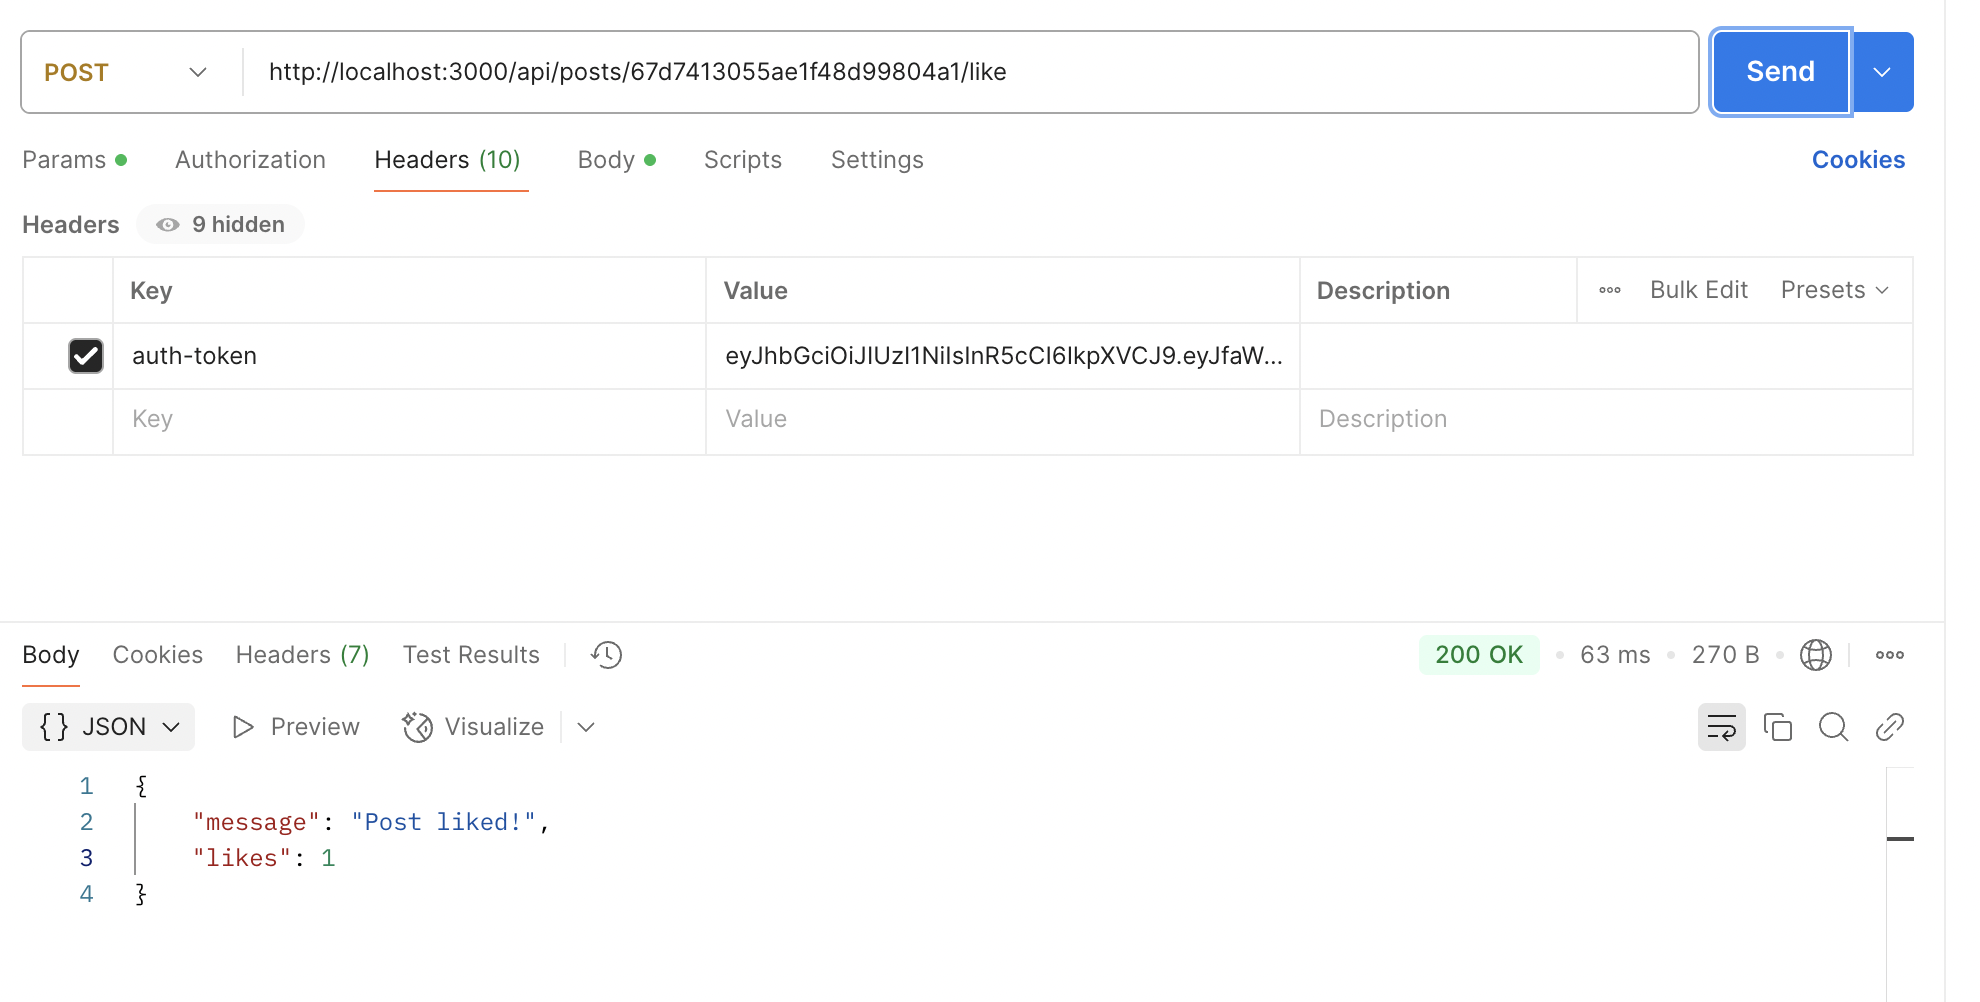 POST http://localhost:3000/api/posts/67d7413055ae1f48d99804a1/like Send
Params Authorization Headers (10) Body Scripts Settings Cookies
Headers 9 hidden
Key Value Description Bulk Edit Presets
auth-token eyJhbGciOiJIUzI1NiIsInR5cCI6IkpXVCJ9.eyJfaW...
Key Value Description
Body Cookies Headers (7) Test Results 200 OK 63 ms 270 B
{} JSON Preview Visualize
1 {
2 "message": "Post liked!",
3 "likes": 1
4 }